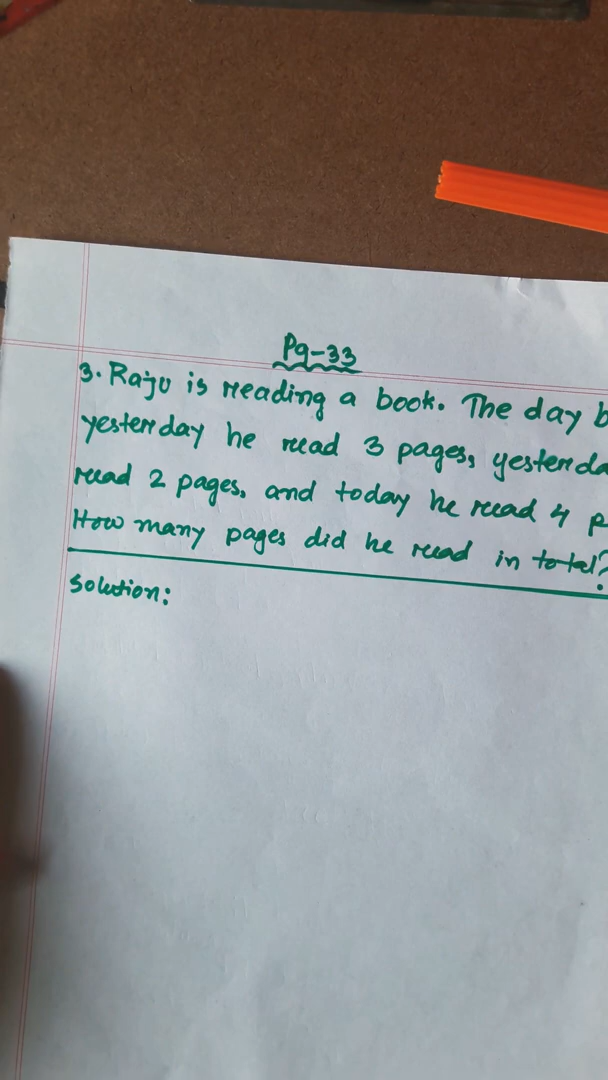 Pg-33
3. Raju is reading a book. The day b
yesterday he read 3 pages, yesterda
read 2 pages, and today he read 4 p
How many pages did he read in total?
Solution: